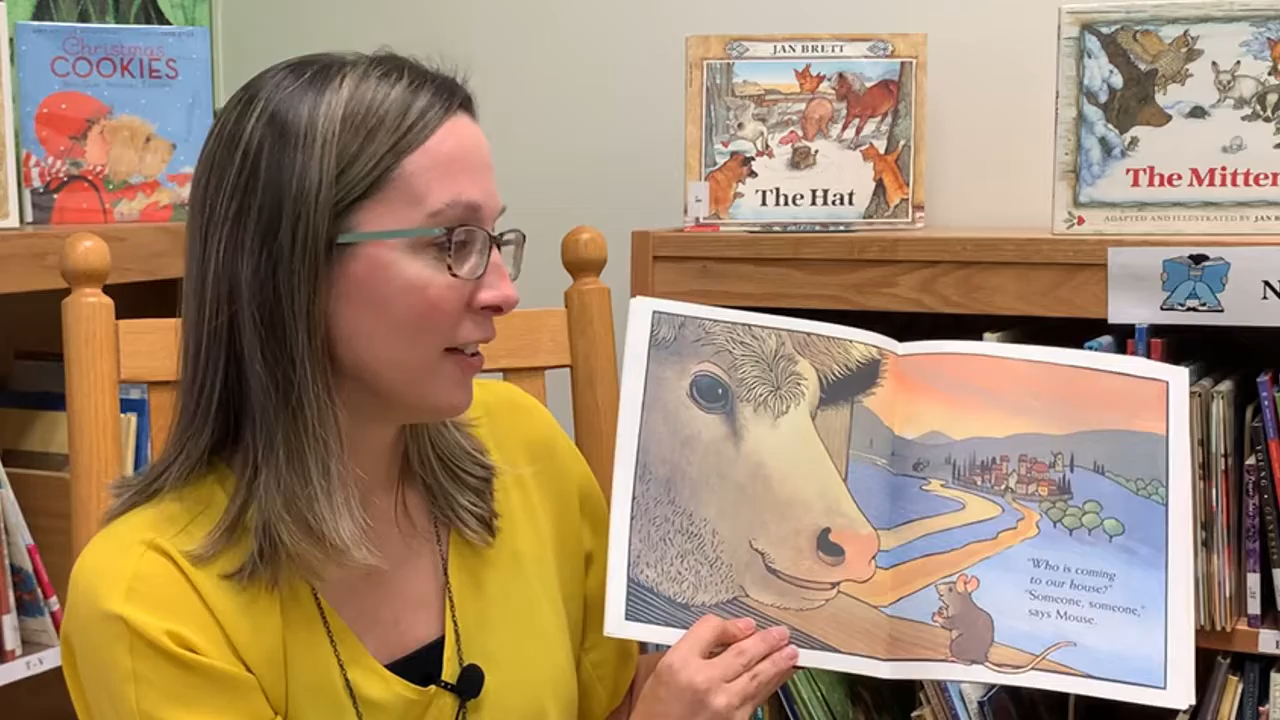 Christmas
COOKIES
JAN BRETT
The Hat
The Mitten
ADAPTED AND ILLUSTRATED BY JAN B
N
"Who is coming
to our house?"
"Someone, someone,"
says Mouse.
T-V